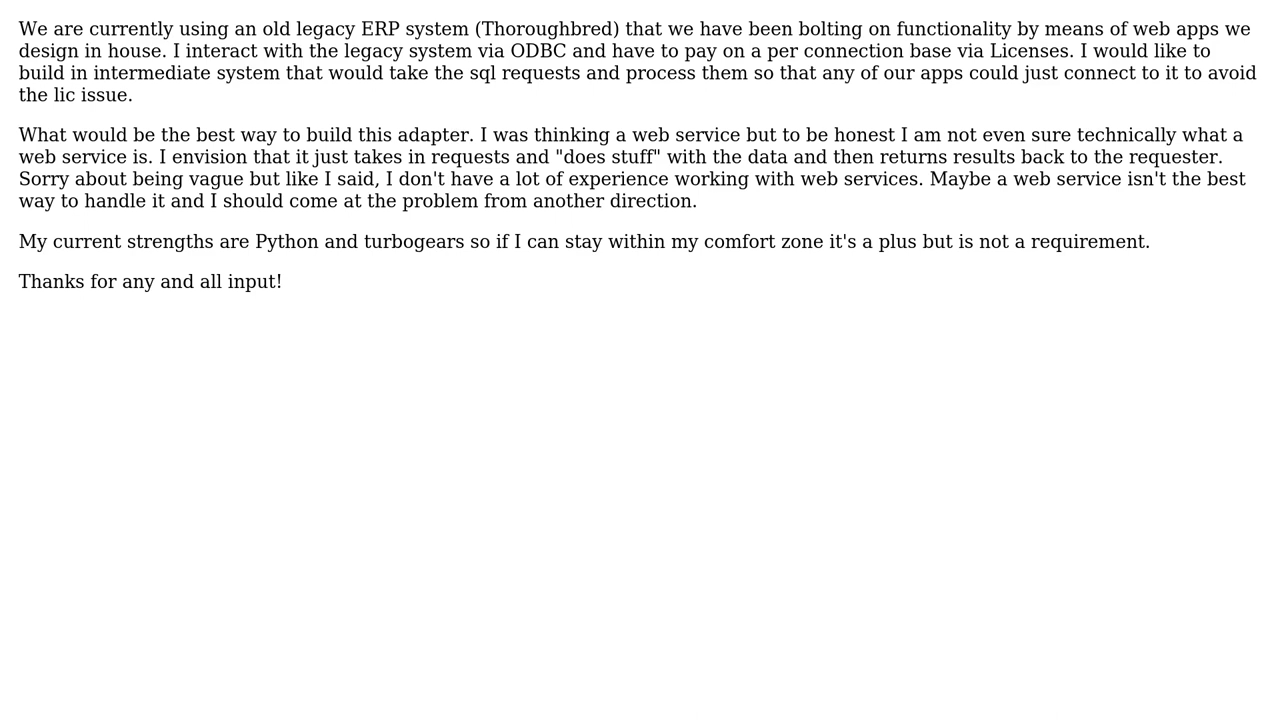 We are currently using an old legacy ERP system (Thoroughbred) that we have been bolting on functionality by means of web apps we
design in house. I interact with the legacy system via ODBC and have to pay on a per connection base via Licenses. I would like to
build in intermediate system that would take the sql requests and process them so that any of our apps could just connect to it to avoid
the lic issue.
What would be the best way to build this adapter. I was thinking a web service but to be honest I am not even sure technically what a
web service is. I envision that it just takes in requests and "does stuff" with the data and then returns results back to the requester.
Sorry about being vague but like I said, I don't have a lot of experience working with web services. Maybe a web service isn't the best
way to handle it and I should come at the problem from another direction.
My current strengths are Python and turbogears so if I can stay within my comfort zone it's a plus but is not a requirement.
Thanks for any and all input!